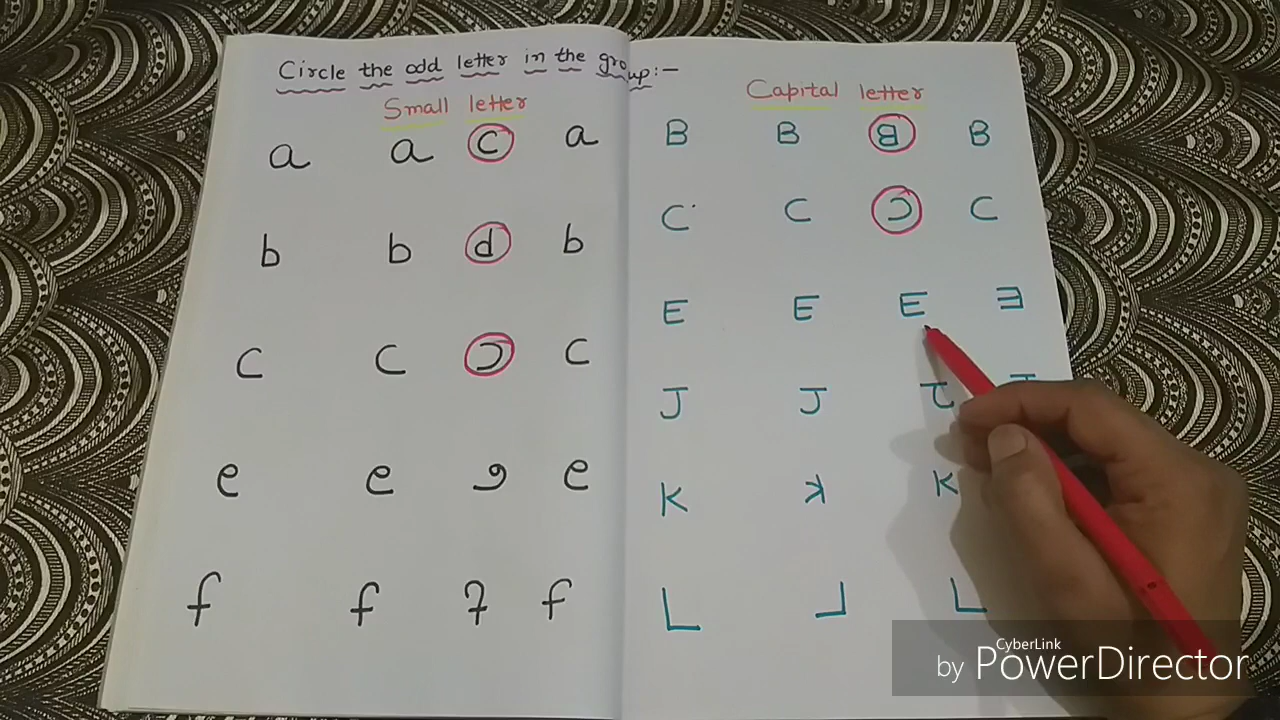 Circle the odd letter in the group:-
Small letter
a a c a
b b d b
c c ɔ c
e e ɘ e
f f ꟻ f
Capital letter
B B ᗺ B
C C Ɔ C
E E E Ǝ
J J
K ꓘ K
L ⅃ L
CyberLink
by PowerDirector